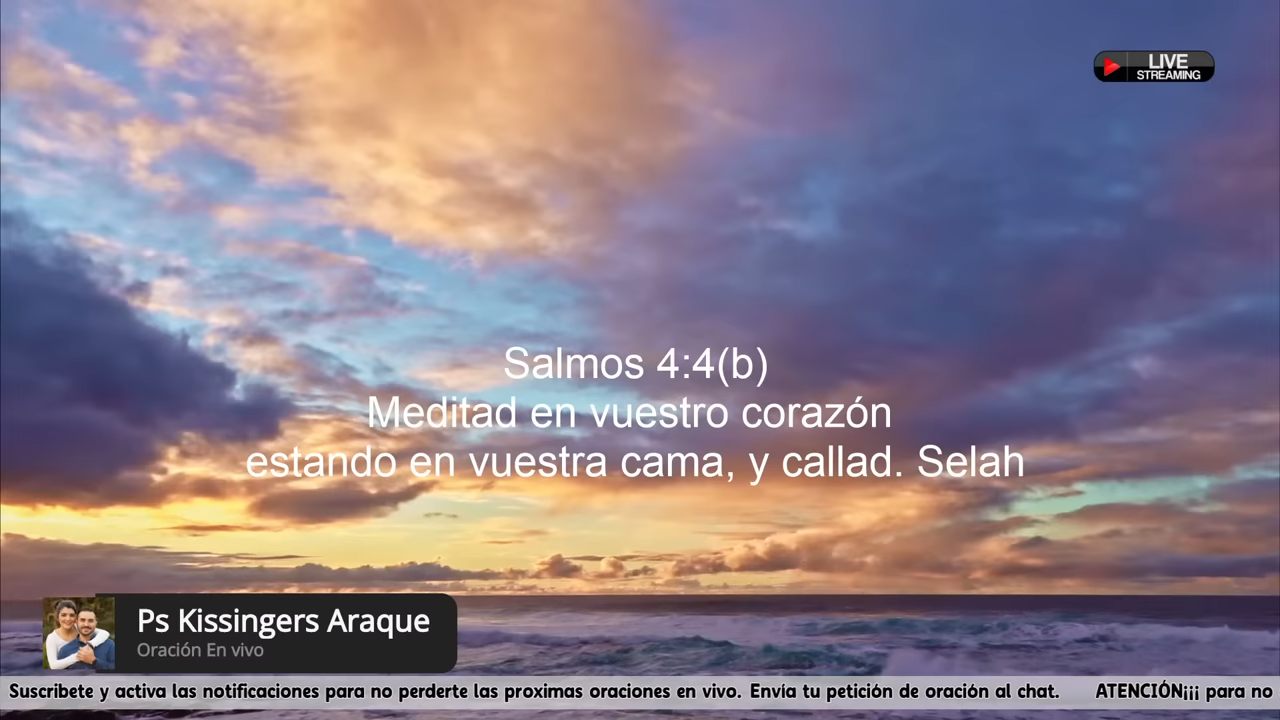 LIVE
STREAMING
Salmos 4:4(b)
Meditad en vuestro corazón
estando en vuestra cama, y callad. Selah
Ps Kissingers Araque
Oración En vivo
Suscribete y activa las notificaciones para no perderte las proximas oraciones en vivo. Envía tu petición de oración al chat. ATENCIÓN¡¡¡ para no